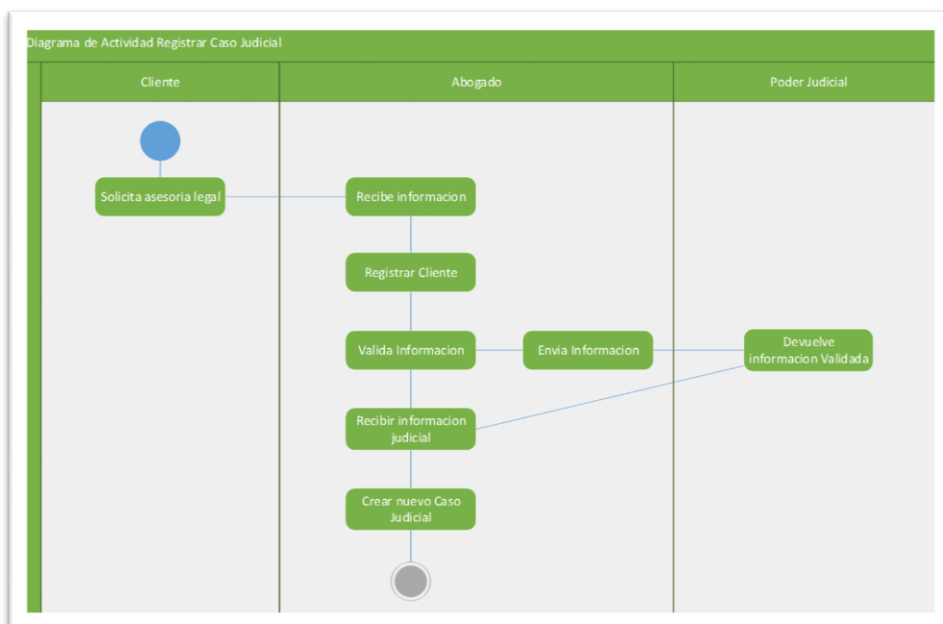 Diagrama de Actividad Registrar Caso Judicial
Cliente
Abogado
Poder Judicial
Solicita asesoria legal
Recibe informacion
Registrar Cliente
Valida Informacion
Envia Informacion
Devuelve
informacion Validada
Recibir informacion
judicial
Crear nuevo Caso
Judicial